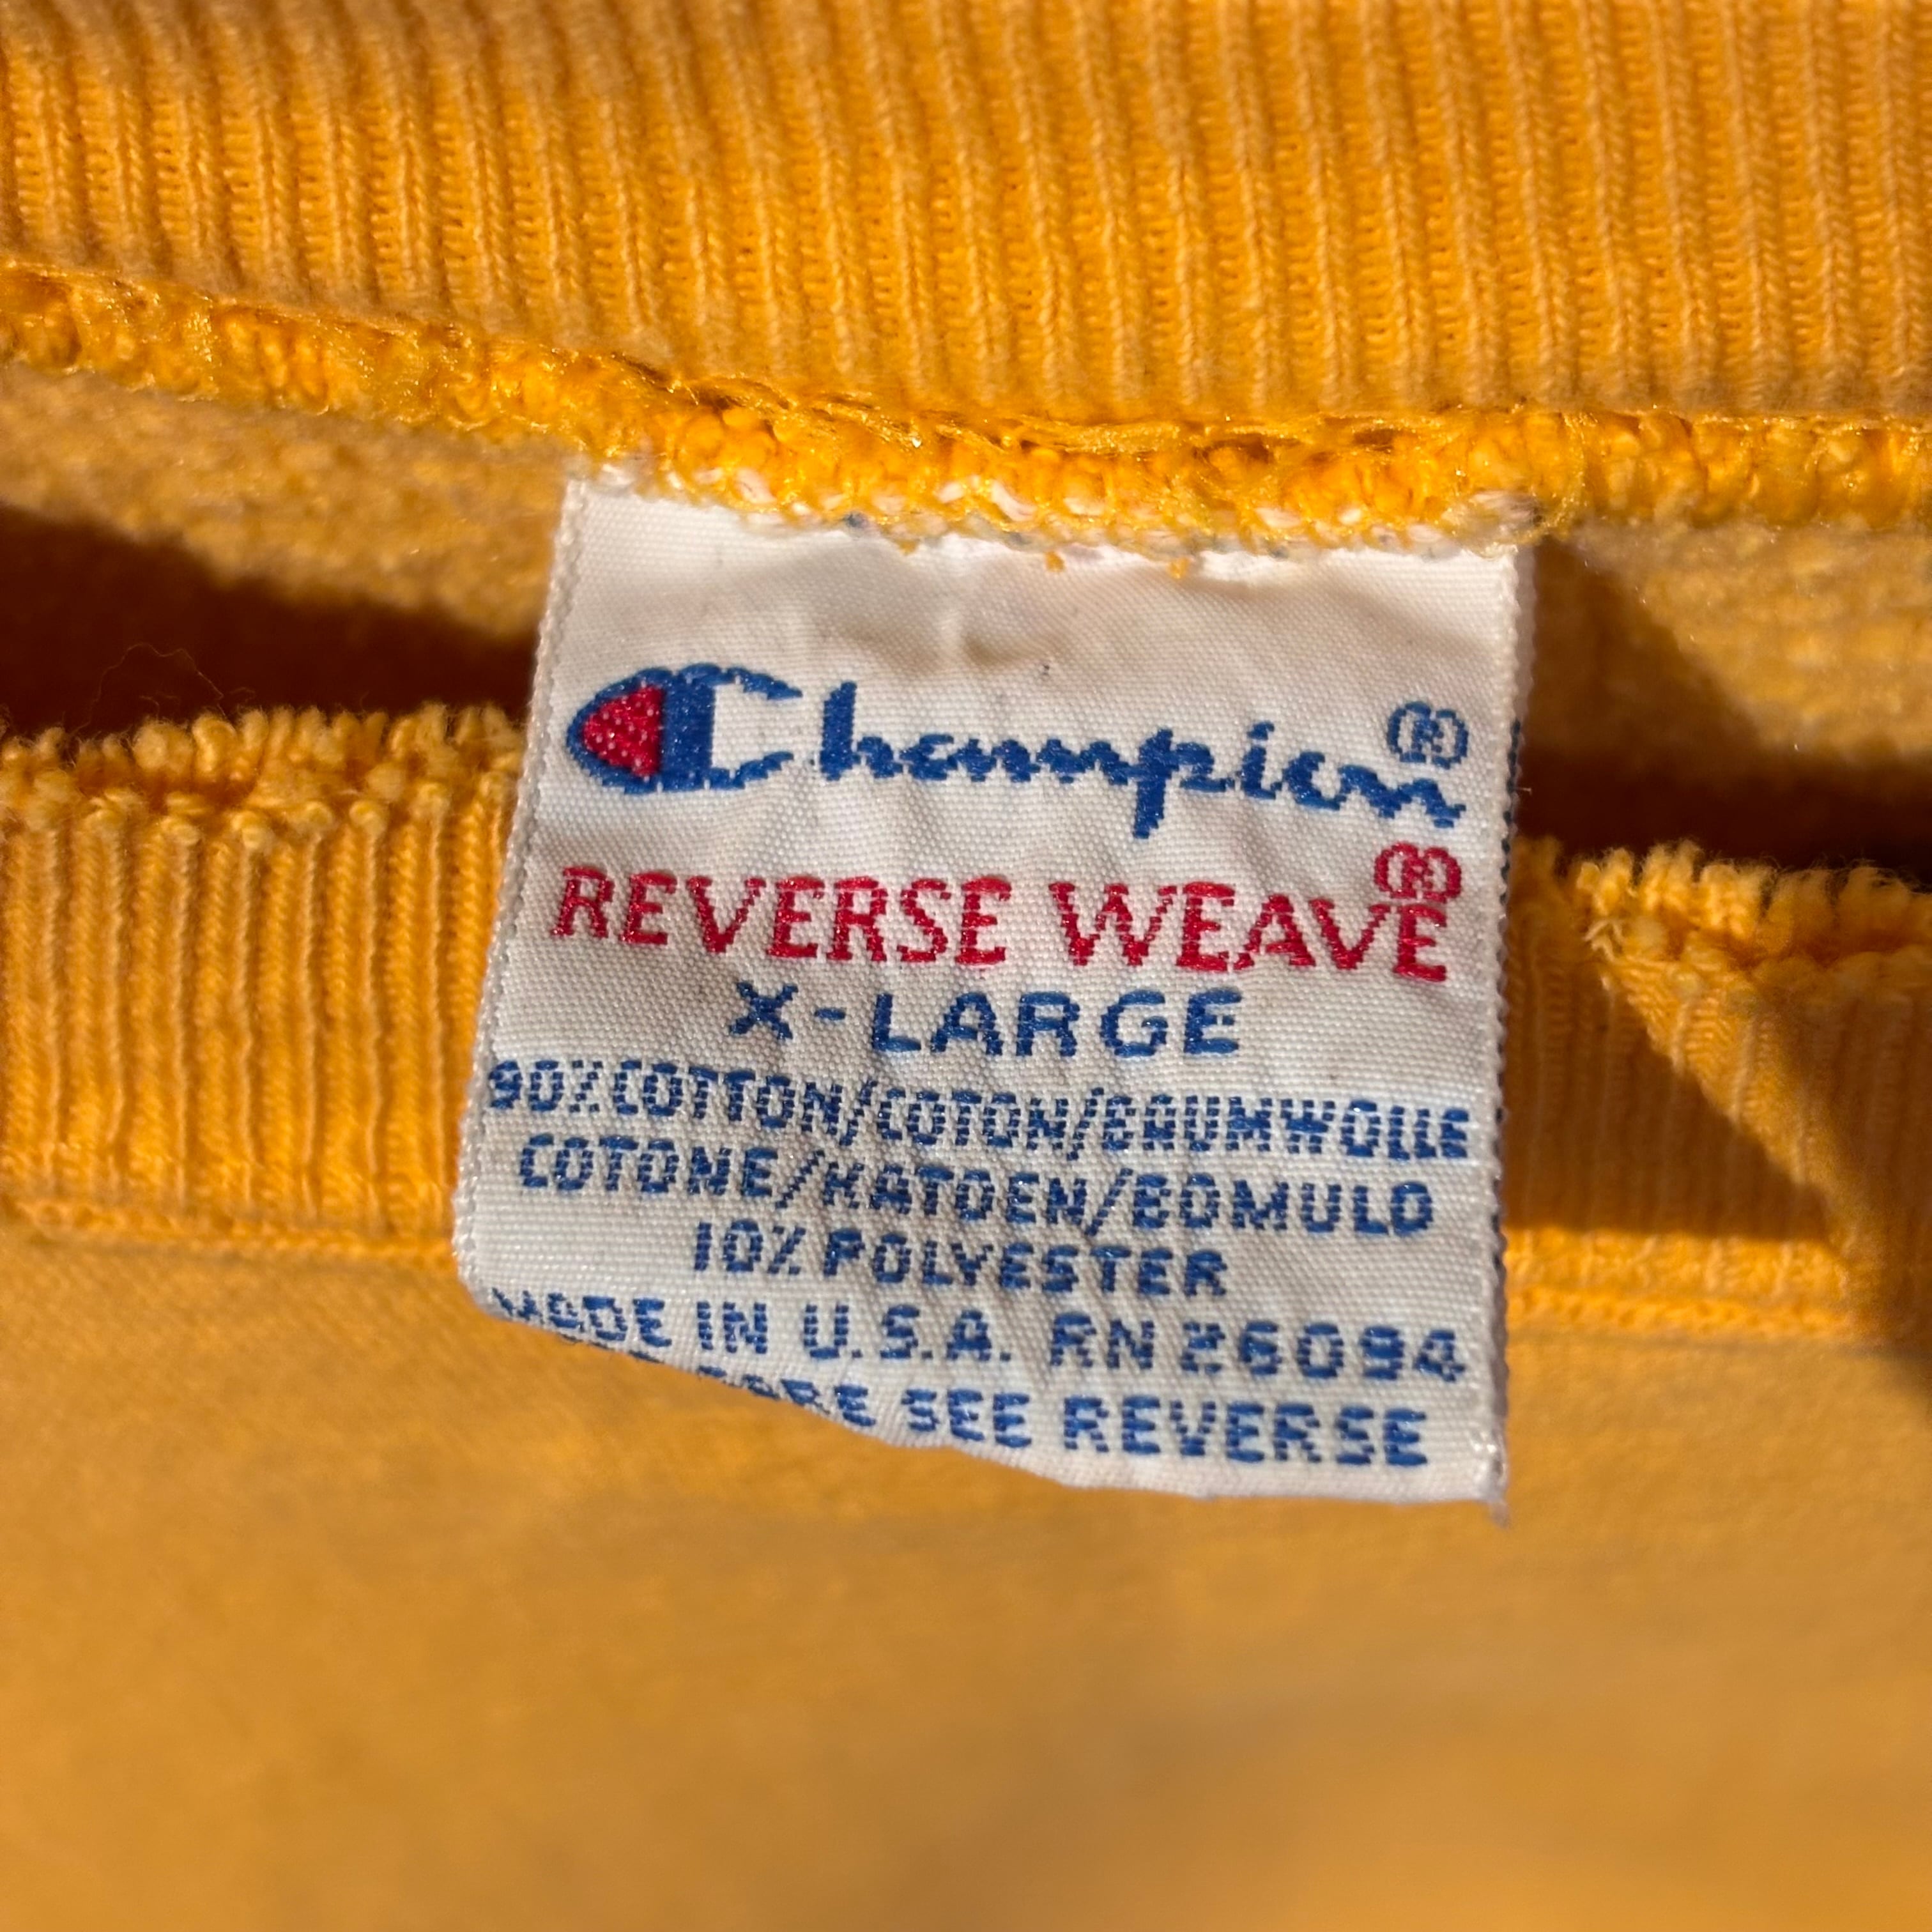 Champion®
REVERSE WEAVE®
X-LARGE
90% COTTON/COTON/BAUMWOLLE
COTONE/KATOEN/BOMULD
10% POLYESTER
MADE IN U.S.A. RN 26094
CARE SEE REVERSE